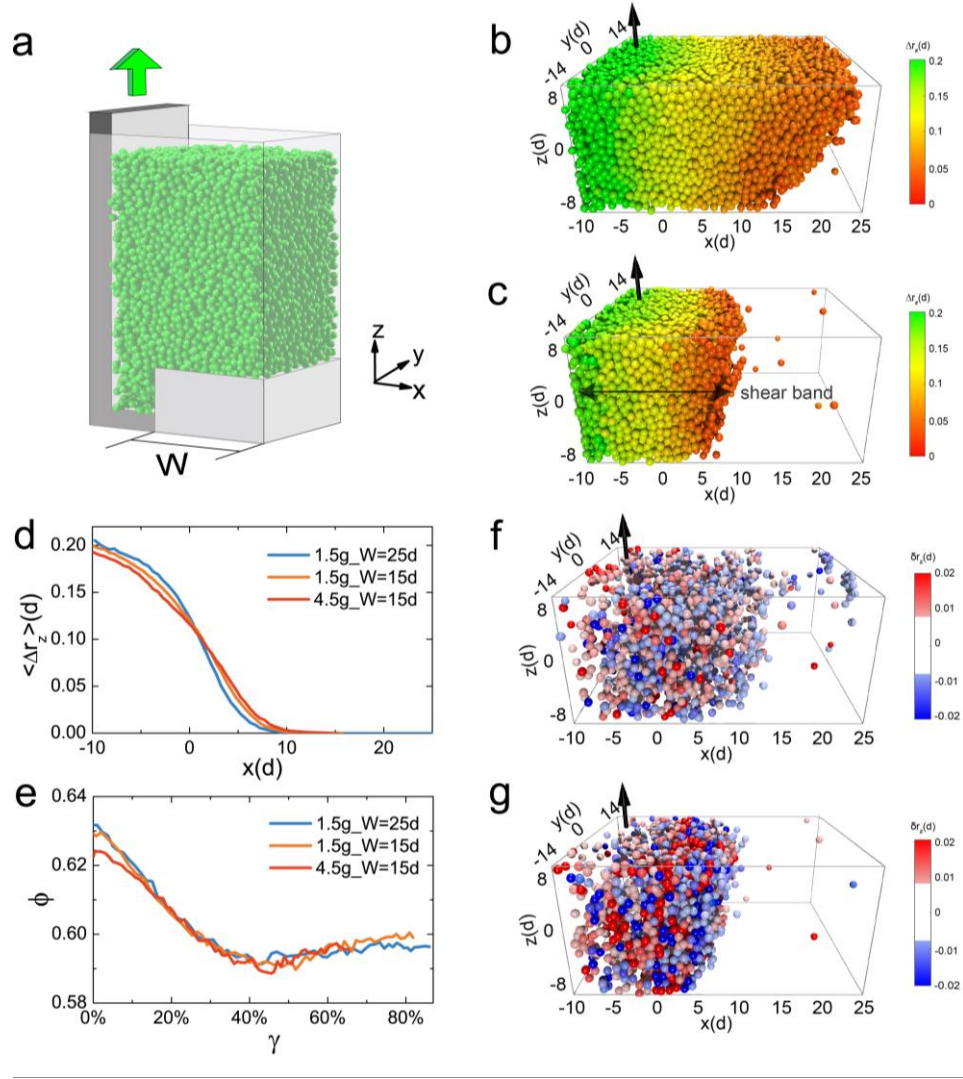 a
z
y
x
W
b
y(d)
14
0
-14
8
z(d)
0
-8
-10 -5 0 5 10 15 20 25
x(d)
Δr_z(d)
0.2
0.15
0.1
0.05
0
c
y(d)
14
0
-14
8
z(d)
0
-8
shear band
-10 -5 0 5 10 15 20 25
x(d)
Δr_z(d)
0.2
0.15
0.1
0.05
0
d
<Δr_z>(d)
0.20
0.15
0.10
0.05
0.00
1.5g_W=25d
1.5g_W=15d
4.5g_W=15d
-10 0 10 20
x(d)
e
ϕ
0.64
0.62
0.60
0.58
1.5g_W=25d
1.5g_W=15d
4.5g_W=15d
0% 20% 40% 60% 80%
γ
f
y(d)
14
0
-14
8
z(d)
0
-8
-10 -5 0 5 10 15 20 25
x(d)
δr_z(d)
0.02
0.01
0
-0.01
-0.02
g
y(d)
14
0
-14
8
z(d)
0
-8
-10 -5 0 5 10 15 20 25
x(d)
δr_z(d)
0.02
0.01
0
-0.01
-0.02